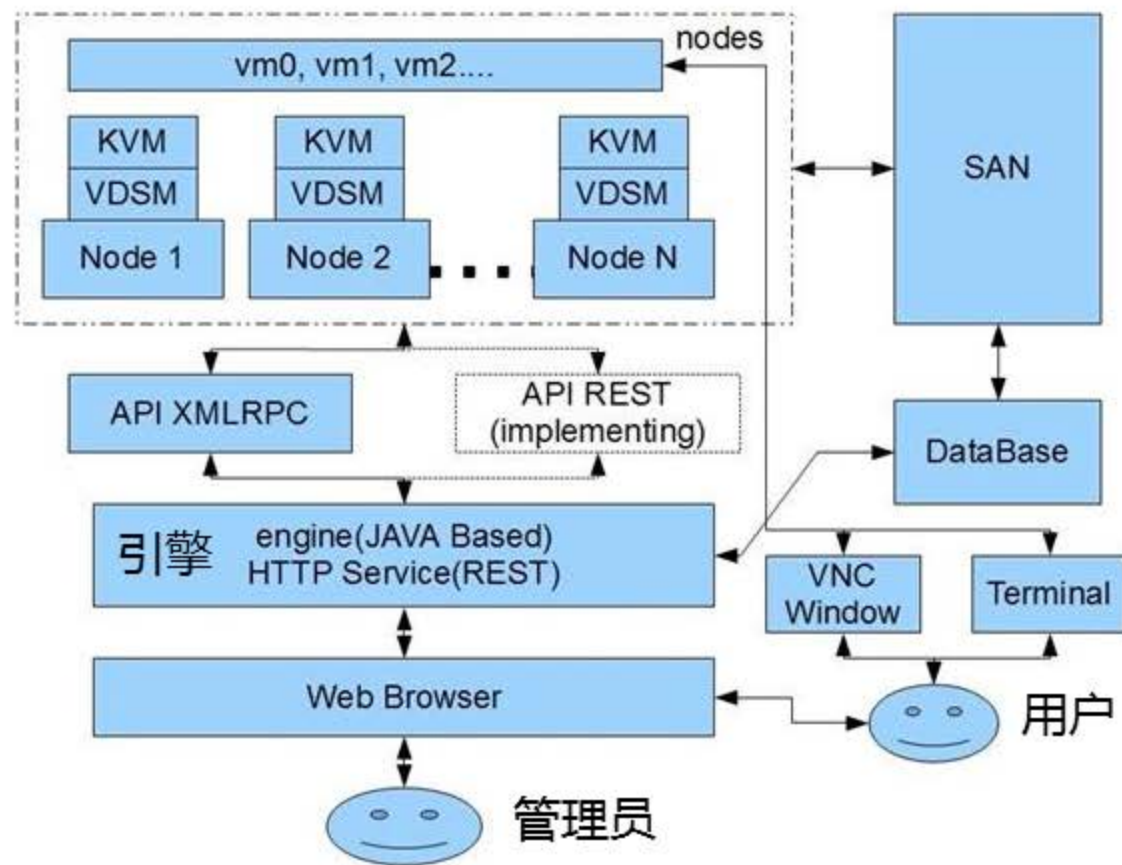 nodes
vm0, vm1, vm2....
KVM
VDSM
Node 1
KVM
VDSM
Node 2
KVM
VDSM
Node N
SAN
API XMLRPC
API REST
(implementing)
DataBase
引擎
engine(JAVA Based)
HTTP Service(REST)
VNC
Window
Terminal
Web Browser
用户
管理员